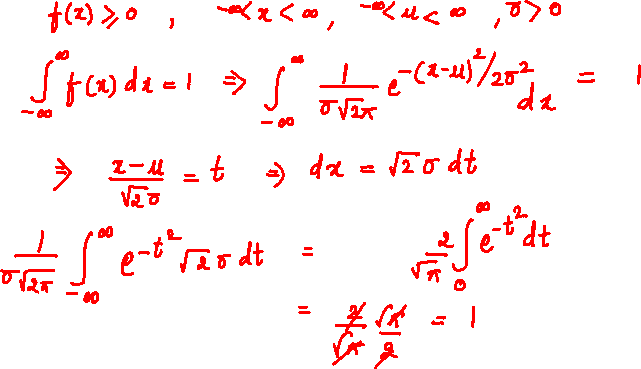 f(x) ≥ 0 , -∞ < x < ∞ , -∞ < μ < ∞ , σ > 0
∫_{-∞}^{∞} f(x) dx = 1 ⇒ ∫_{-∞}^{∞} 1/(σ√2π) e^{-(x-μ)²/2σ²} dx = 1
⇒ (x-μ)/(√2σ) = t ⇒ dx = √2 σ dt
1/(σ√2π) ∫_{-∞}^{∞} e^{-t²} √2 σ dt = 2/√π ∫_{0}^{∞} e^{-t²} dt
= 2/√π √π/2 = 1